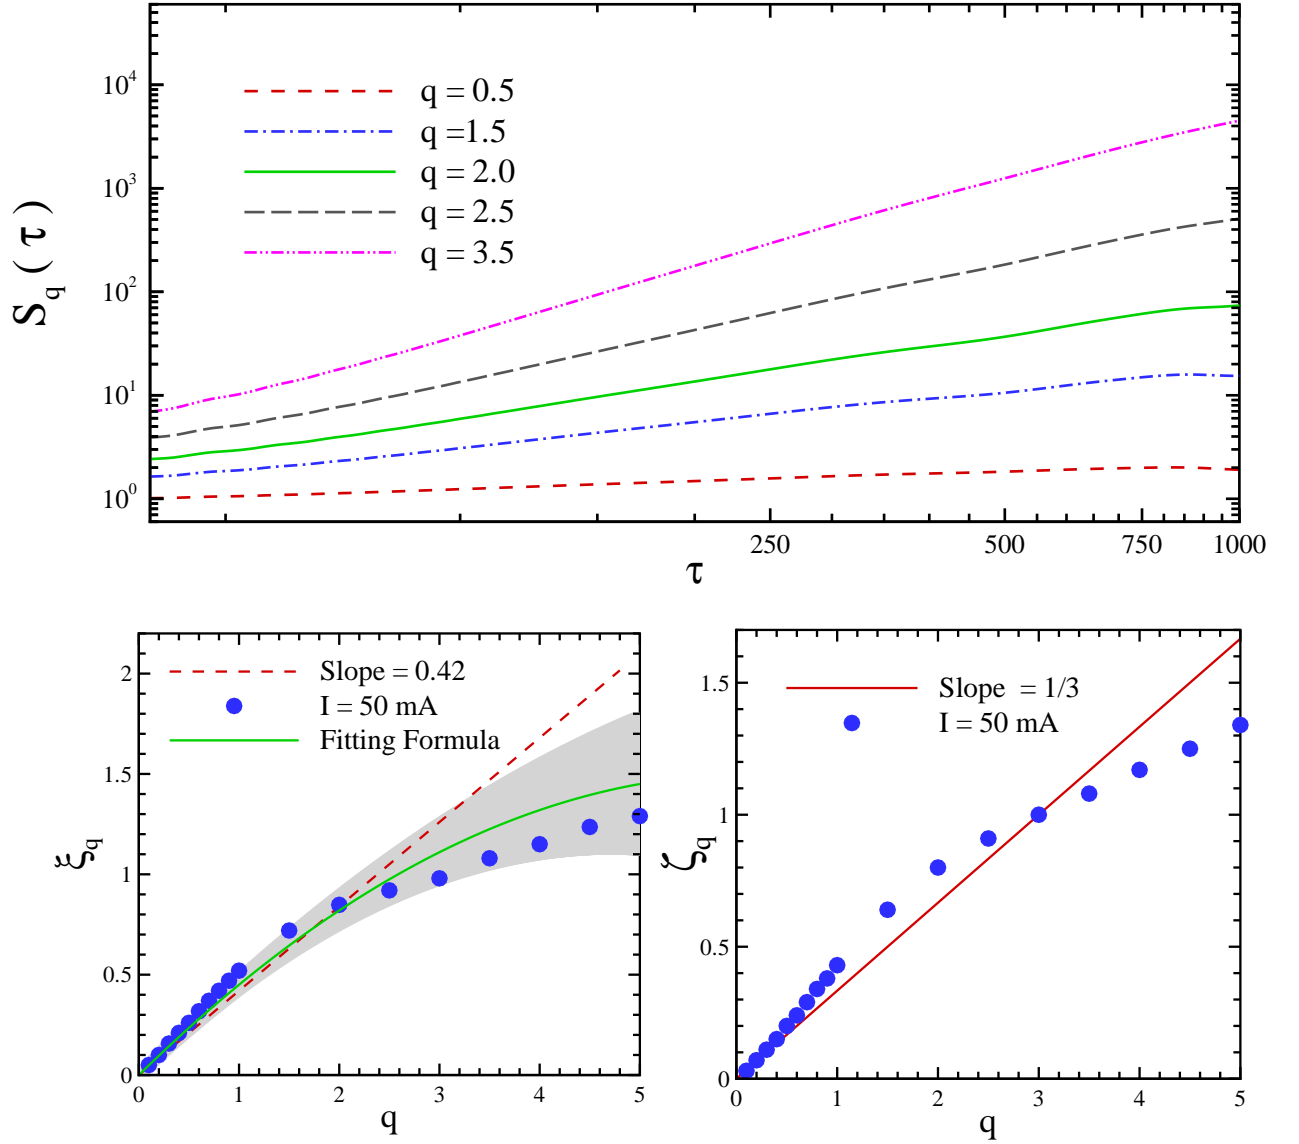 S_q ( τ )
10^4
10^3
10^2
10^1
10^0
q = 0.5
q =1.5
q = 2.0
q = 2.5
q = 3.5
250 500 750 1000
τ
ξ_q
2
1.5
1
0.5
0
Slope = 0.42
I = 50 mA
Fitting Formula
0 1 2 3 4 5
q
ζ_q
1.5
1
0.5
0
Slope = 1/3
I = 50 mA
0 1 2 3 4 5
q